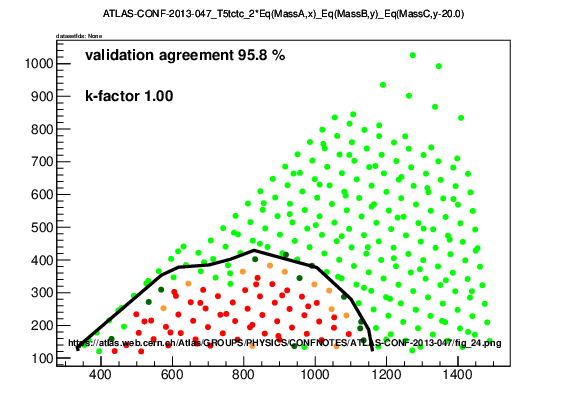 ATLAS-CONF-2013-047_T5tctc_2*Eq(MassA,x)_Eq(MassB,y)_Eq(MassC,y-20.0)
datasetIds: None
validation agreement 95.8 %
k-factor 1.00
1000
900
800
700
600
500
400
300
200
https://atlas.web.cern.ch/Atlas/GROUPS/PHYSICS/CONFNOTES/ATLAS-CONF-2013-047/fig_24.png
100
400 600 800 1000 1200 1400